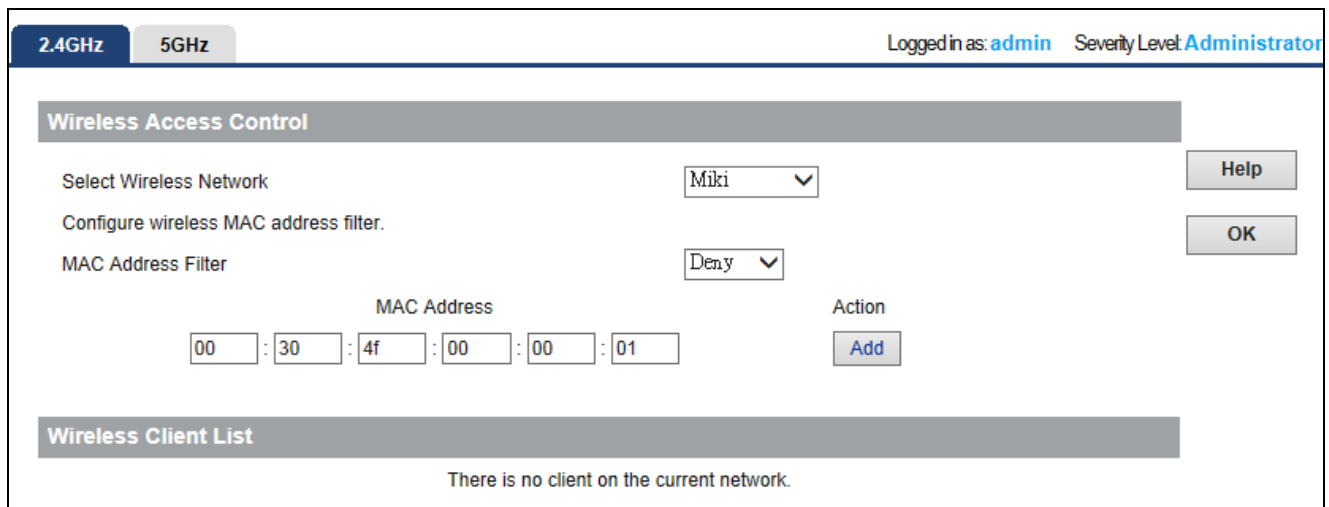 2.4GHz 5GHz Logged in as: admin Severity Level: Administrator
Wireless Access Control
Help
Select Wireless Network Miki
Configure wireless MAC address filter.
OK
MAC Address Filter Deny
MAC Address Action
00 : 30 : 4f : 00 : 00 : 01 Add
Wireless Client List
There is no client on the current network.